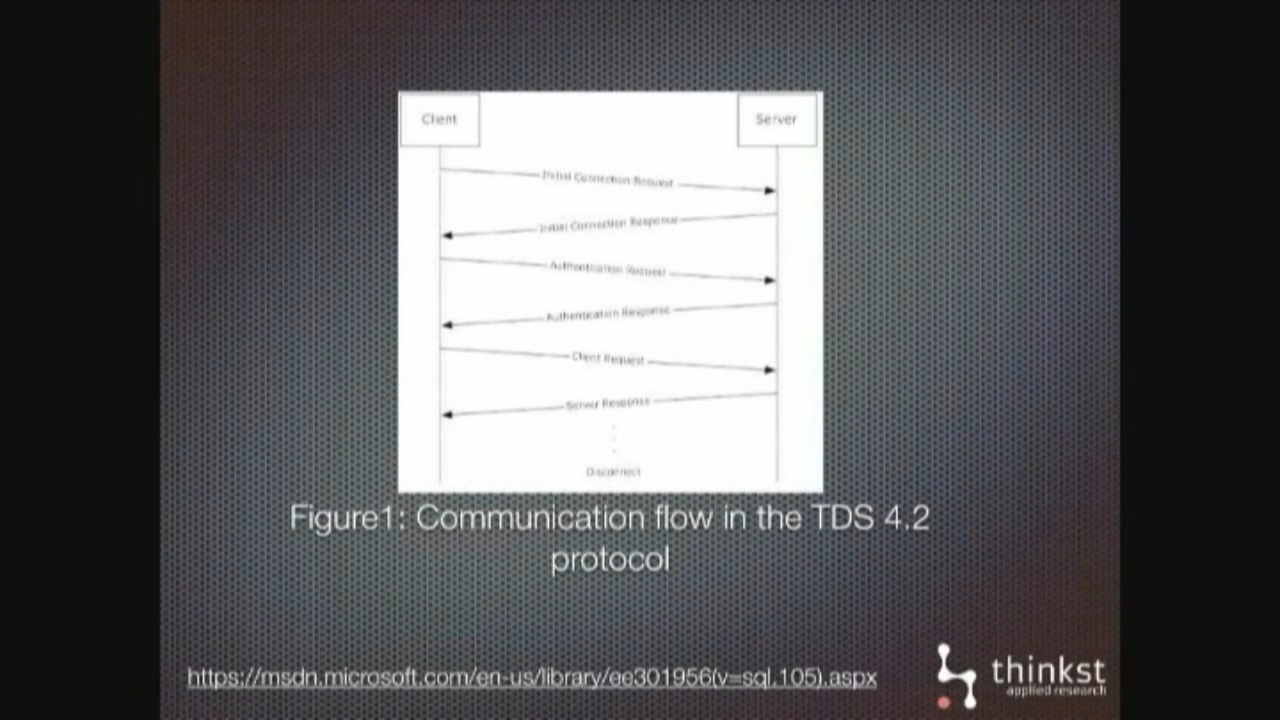 Client
Server
Initial Connection Request
Initial Connection Response
Authentication Request
Authentication Response
Client Request
Server Response
Disconnect
Figure1: Communication flow in the TDS 4.2
protocol
https://msdn.microsoft.com/en-us/library/ee301956(v=sql.105).aspx
thinkst
applied research